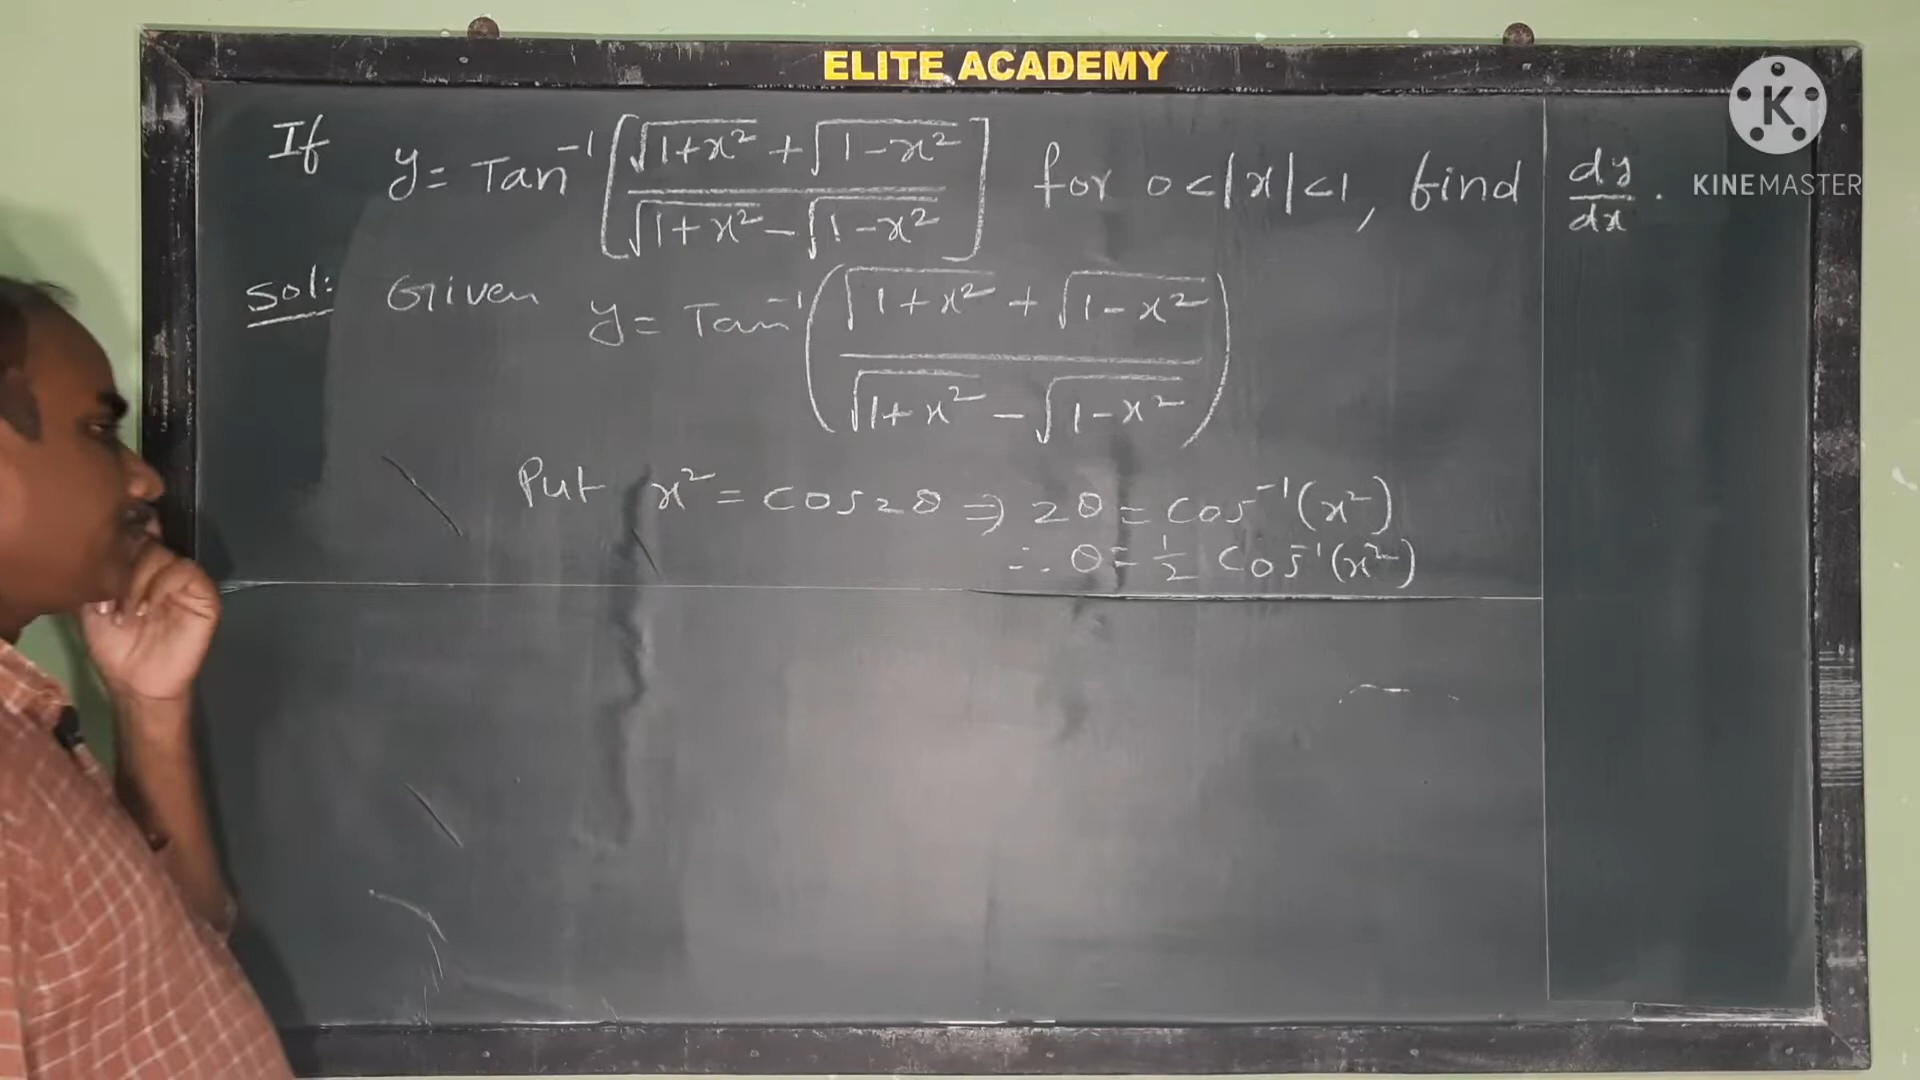 ELITE ACADEMY
If y = Tan⁻¹[(√(1+x²) + √(1-x²)) / (√(1+x²) - √(1-x²))] for 0<|x|<1, find dy/dx.
KINEMASTER
Sol: Given y = Tan⁻¹((√(1+x²) + √(1-x²)) / (√(1+x²) - √(1-x²)))
Put x² = cos2θ ⇒ 2θ = Cos⁻¹(x²)
∴ θ = 1/2 Cos⁻¹(x²)